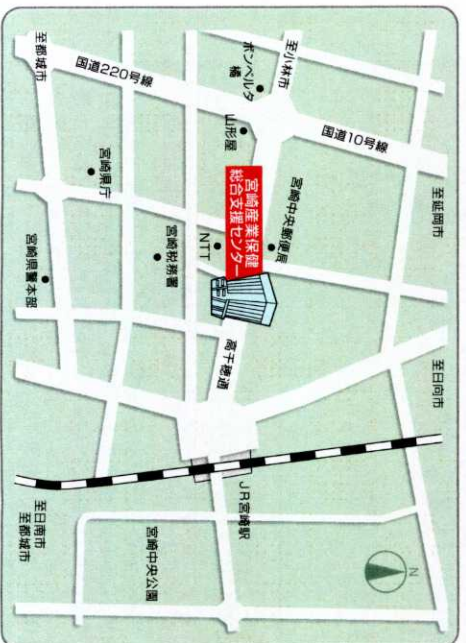 至延岡市
至日向市
国道10号線
至小林市
ボンベルタ
橘
山形屋
国道220号線
至都城市
宮崎中央郵便局
宮崎産業保健
総合支援センター
NTT
宮崎税務署
宮崎県庁
宮崎県警本部
高千穂通
JR宮崎駅
宮崎中央公園
至日南市
至都城市
N